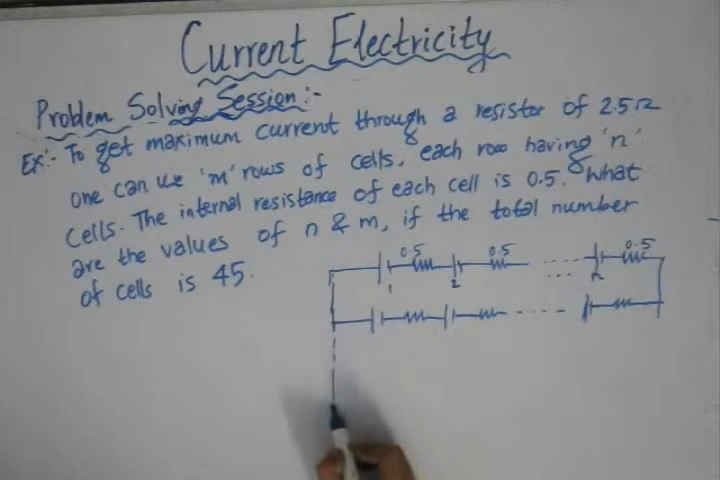 Current Electricity
Problem Solving Session:-
Ex:- To get maximum current through a resistor of 2.5Ω
one can use 'm' rows of cells, each row having 'n'
cells. The internal resistance of each cell is 0.5. What
are the values of n & m, if the total number
of cells is 45.
0.5 0.5 0.5
1 2 n